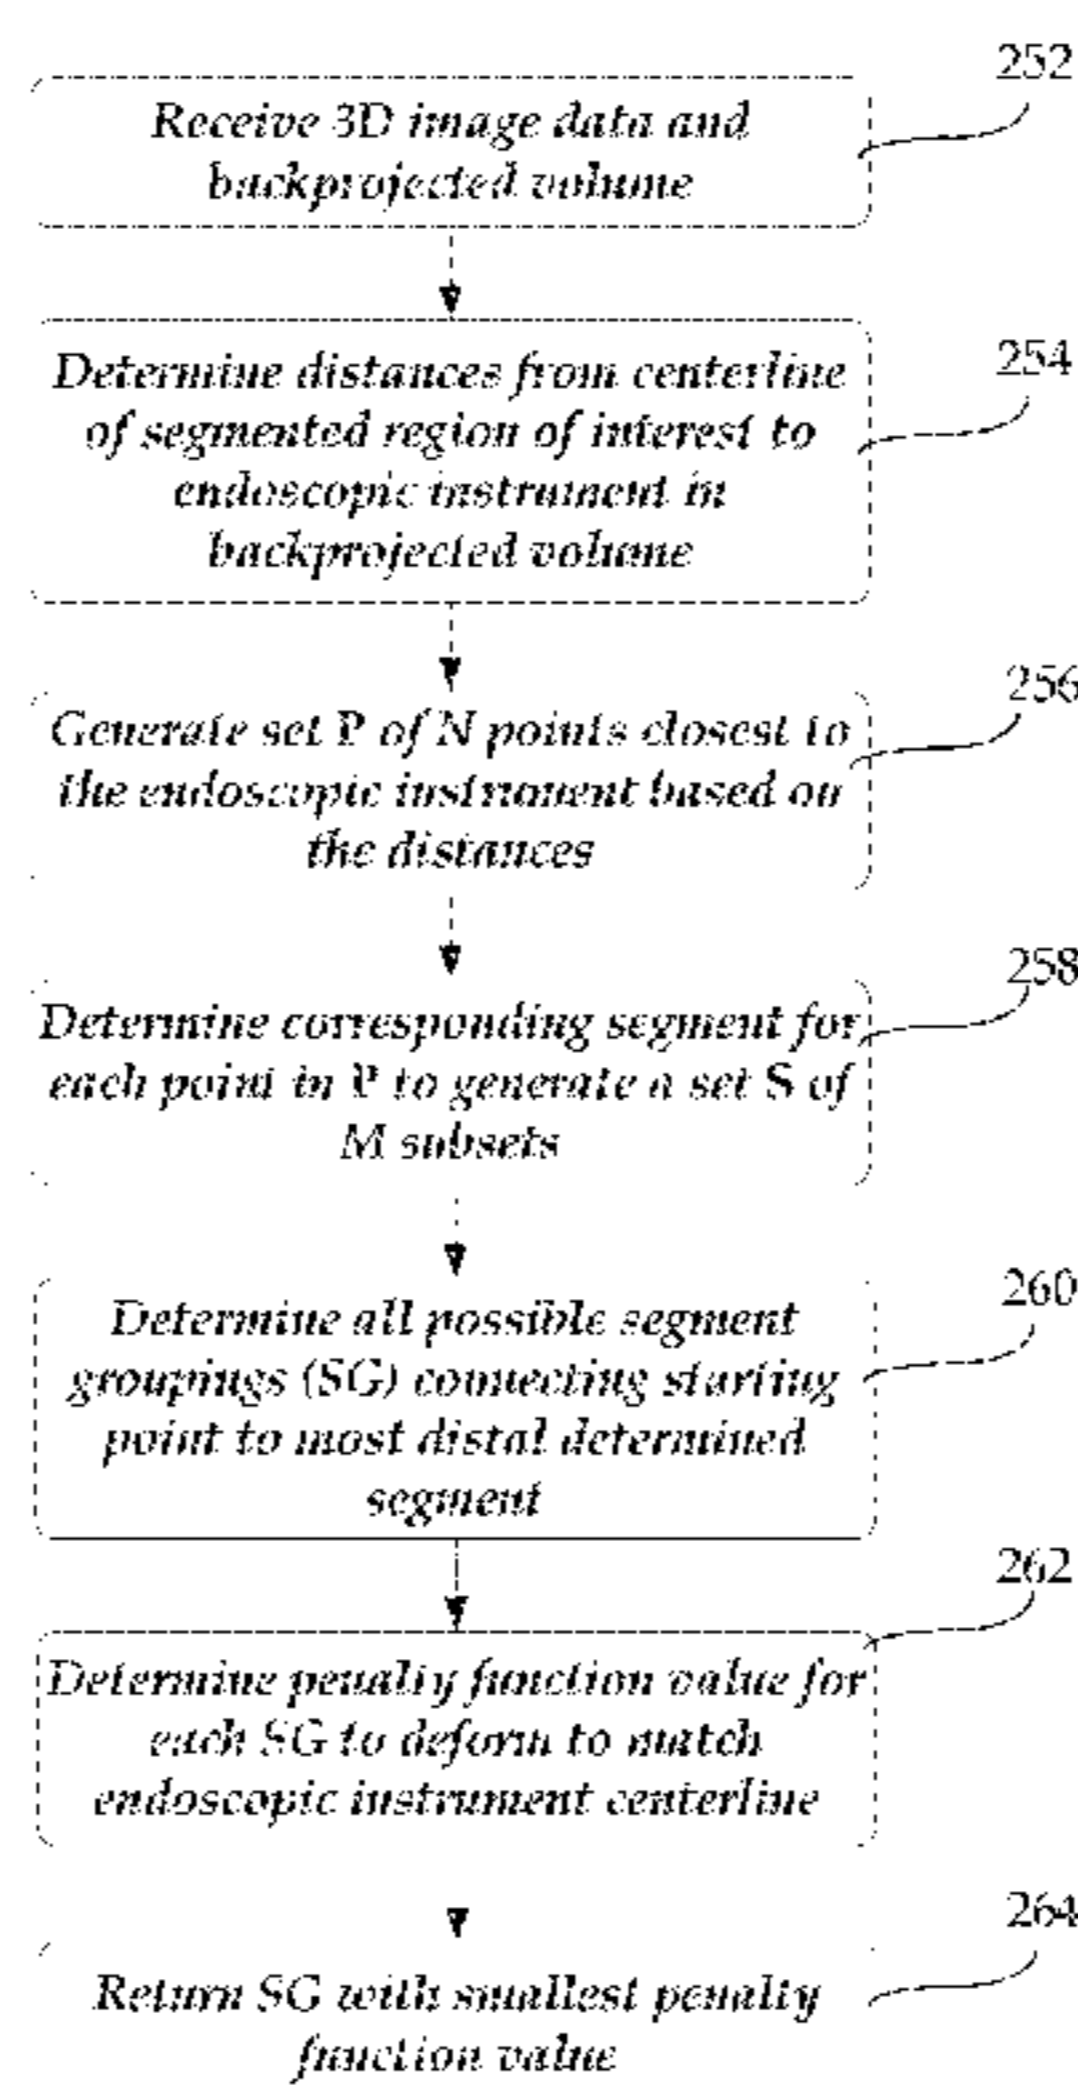 252
Receive 3D image data and
backprojected volume
254
Determine distances from centerline
of segmented region of interest to
endoscopic instrument in
backprojected volume
256
Generate set P of N points closest to
the endoscopic instrument based on
the distances
258
Determine corresponding segment for
each point in P to generate a set S of
M subsets
260
Determine all possible segment
groupings (SG) connecting starting
point to most distal determined
segment
262
Determine penalty function value for
each SG to deform to match
endoscopic instrument centerline
264
Return SG with smallest penalty
function value